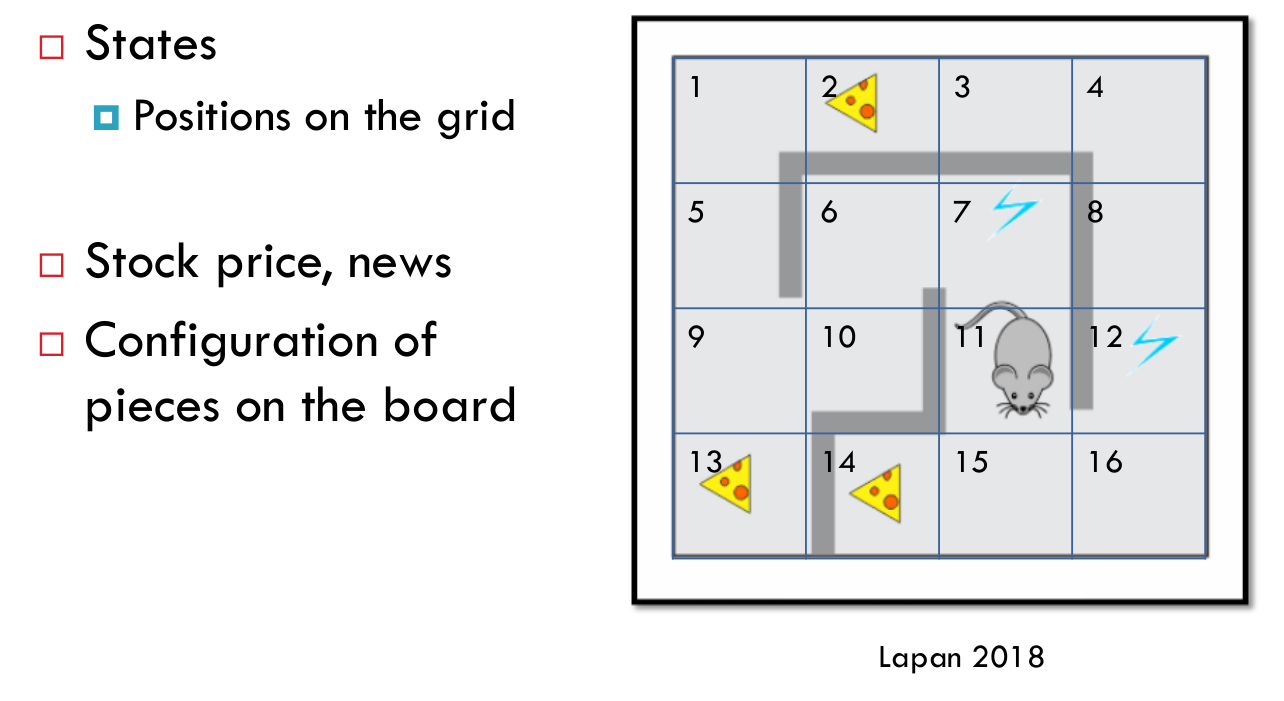 States
Positions on the grid
Stock price, news
Configuration of
pieces on the board
1 2 3 4
5 6 7 8
9 10 11 12
13 14 15 16
Lapan 2018